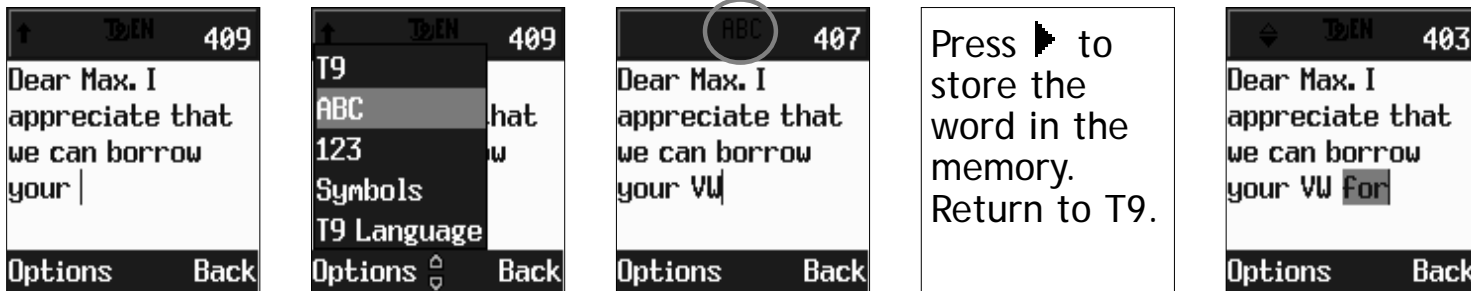 T9EN 409
Dear Max. I
appreciate that
we can borrow
your
Options Back
T9EN 409
T9
ABC
123
Symbols
T9 Language
hat
w
Options Back
ABC 407
Dear Max. I
appreciate that
we can borrow
your VW
Options Back
Press to
store the
word in the
memory.
Return to T9.
T9EN 403
Dear Max. I
appreciate that
we can borrow
your VW for
Options Back